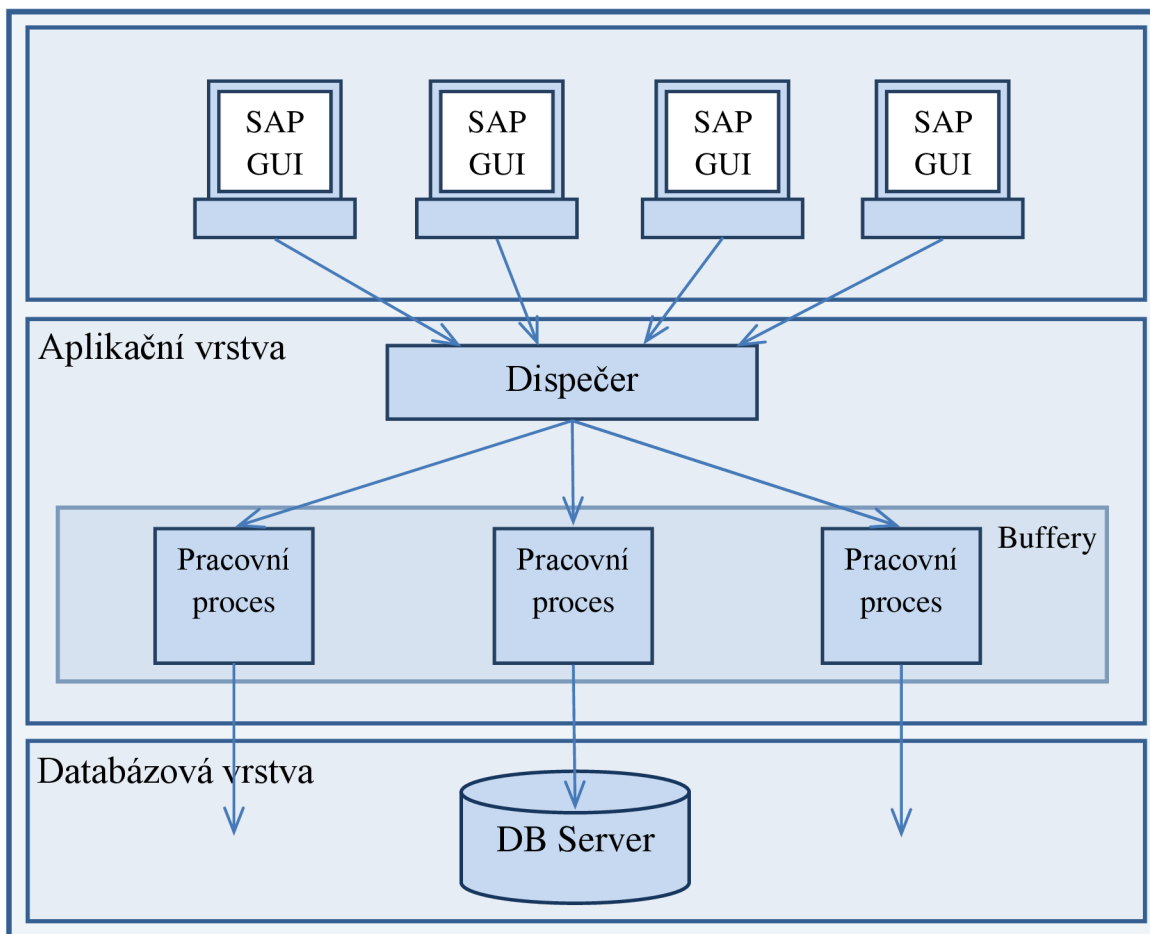 SAP
GUI
SAP
GUI
SAP
GUI
SAP
GUI
Aplikační vrstva
Dispečer
Buffery
Pracovní
proces
Pracovní
proces
Pracovní
proces
Databázová vrstva
DB Server